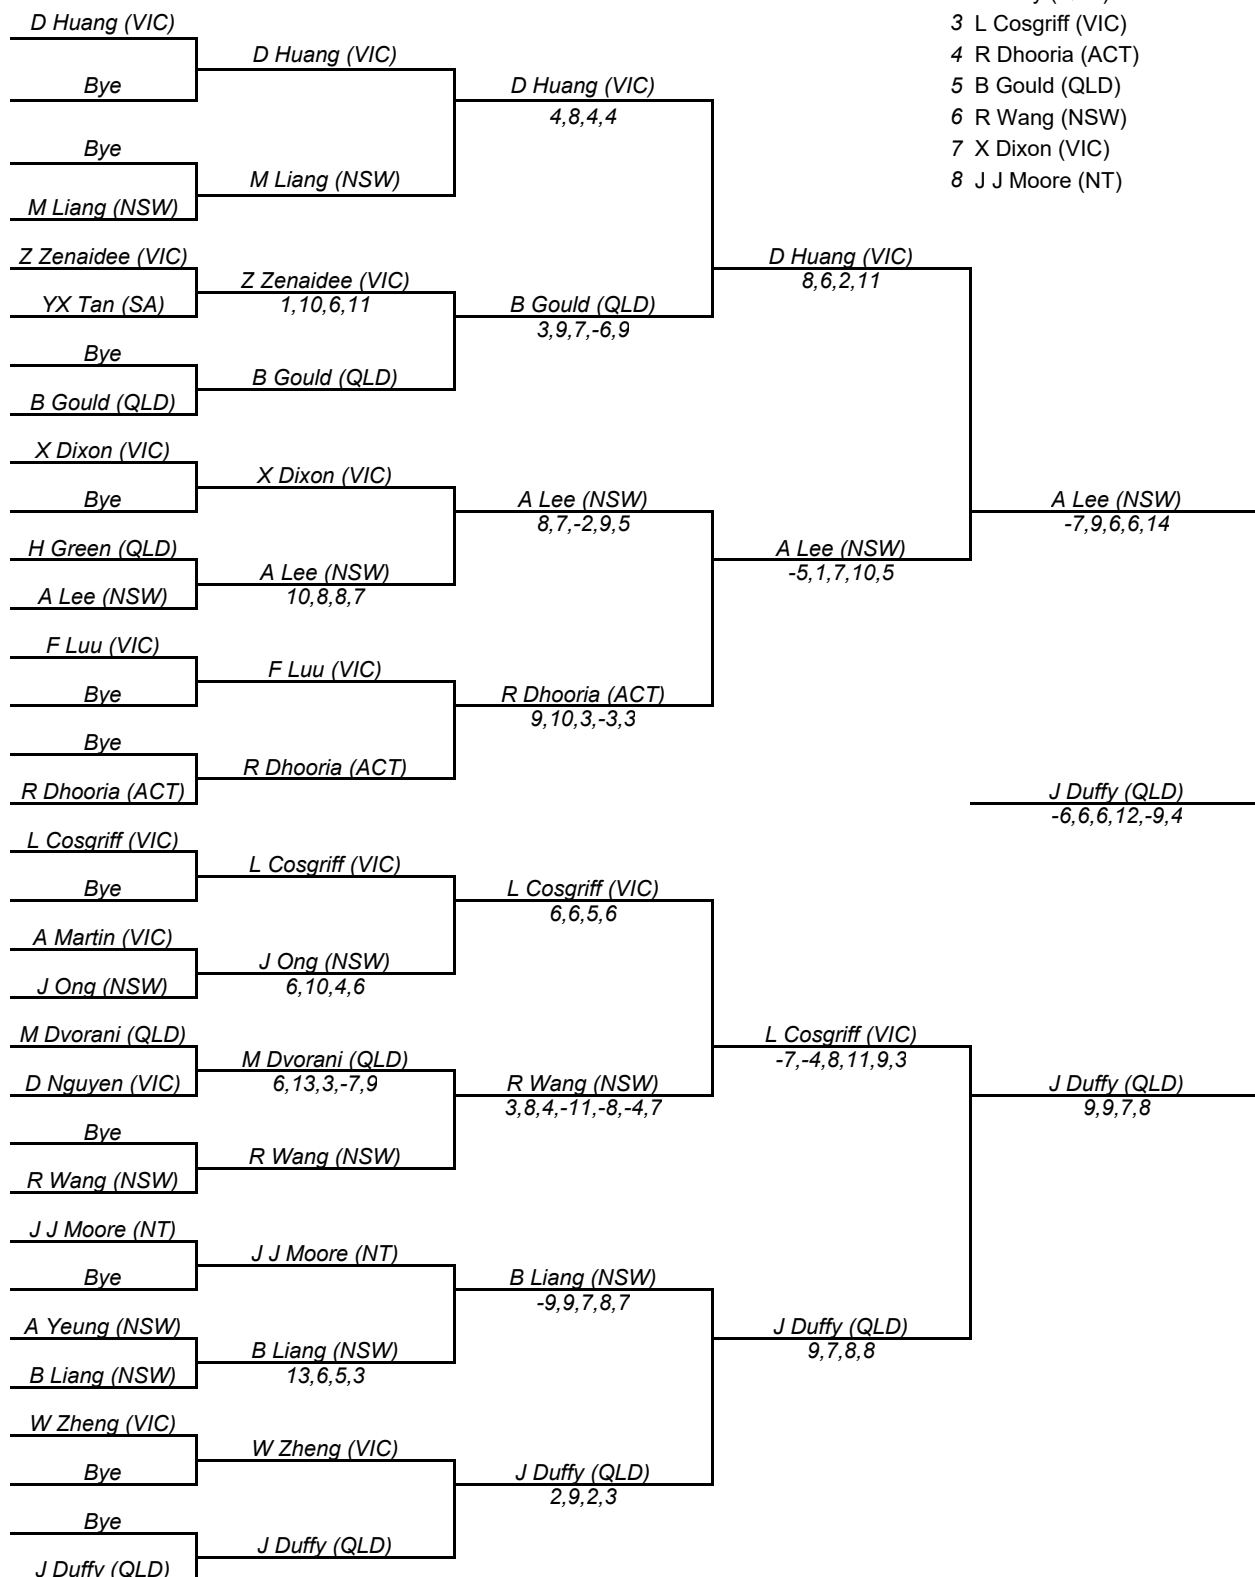 D Huang (VIC)
Bye
Bye
M Liang (NSW)
Z Zenaidee (VIC)
YX Tan (SA)
Bye
B Gould (QLD)
X Dixon (VIC)
Bye
H Green (QLD)
A Lee (NSW)
F Luu (VIC)
Bye
Bye
R Dhooria (ACT)
L Cosgriff (VIC)
Bye
A Martin (VIC)
J Ong (NSW)
M Dvorani (QLD)
D Nguyen (VIC)
Bye
R Wang (NSW)
J J Moore (NT)
Bye
A Yeung (NSW)
B Liang (NSW)
W Zheng (VIC)
Bye
Bye
J Duffy (QLD)
D Huang (VIC)
M Liang (NSW)
Z Zenaidee (VIC)
1,10,6,11
B Gould (QLD)
X Dixon (VIC)
A Lee (NSW)
10,8,8,7
F Luu (VIC)
R Dhooria (ACT)
L Cosgriff (VIC)
J Ong (NSW)
6,10,4,6
M Dvorani (QLD)
6,13,3,-7,9
R Wang (NSW)
J J Moore (NT)
B Liang (NSW)
13,6,5,3
W Zheng (VIC)
J Duffy (QLD)
D Huang (VIC)
4,8,4,4
B Gould (QLD)
3,9,7,-6,9
A Lee (NSW)
8,7,-2,9,5
R Dhooria (ACT)
9,10,3,-3,3
L Cosgriff (VIC)
6,6,5,6
R Wang (NSW)
3,8,4,-11,-8,-4,7
B Liang (NSW)
-9,9,7,8,7
J Duffy (QLD)
2,9,2,3
D Huang (VIC)
8,6,2,11
A Lee (NSW)
-5,1,7,10,5
L Cosgriff (VIC)
-7,-4,8,11,9,3
J Duffy (QLD)
9,7,8,8
3 L Cosgriff (VIC)
4 R Dhooria (ACT)
5 B Gould (QLD)
6 R Wang (NSW)
7 X Dixon (VIC)
8 J J Moore (NT)
A Lee (NSW)
-7,9,6,6,14
J Duffy (QLD)
-6,6,6,12,-9,4
J Duffy (QLD)
9,9,7,8